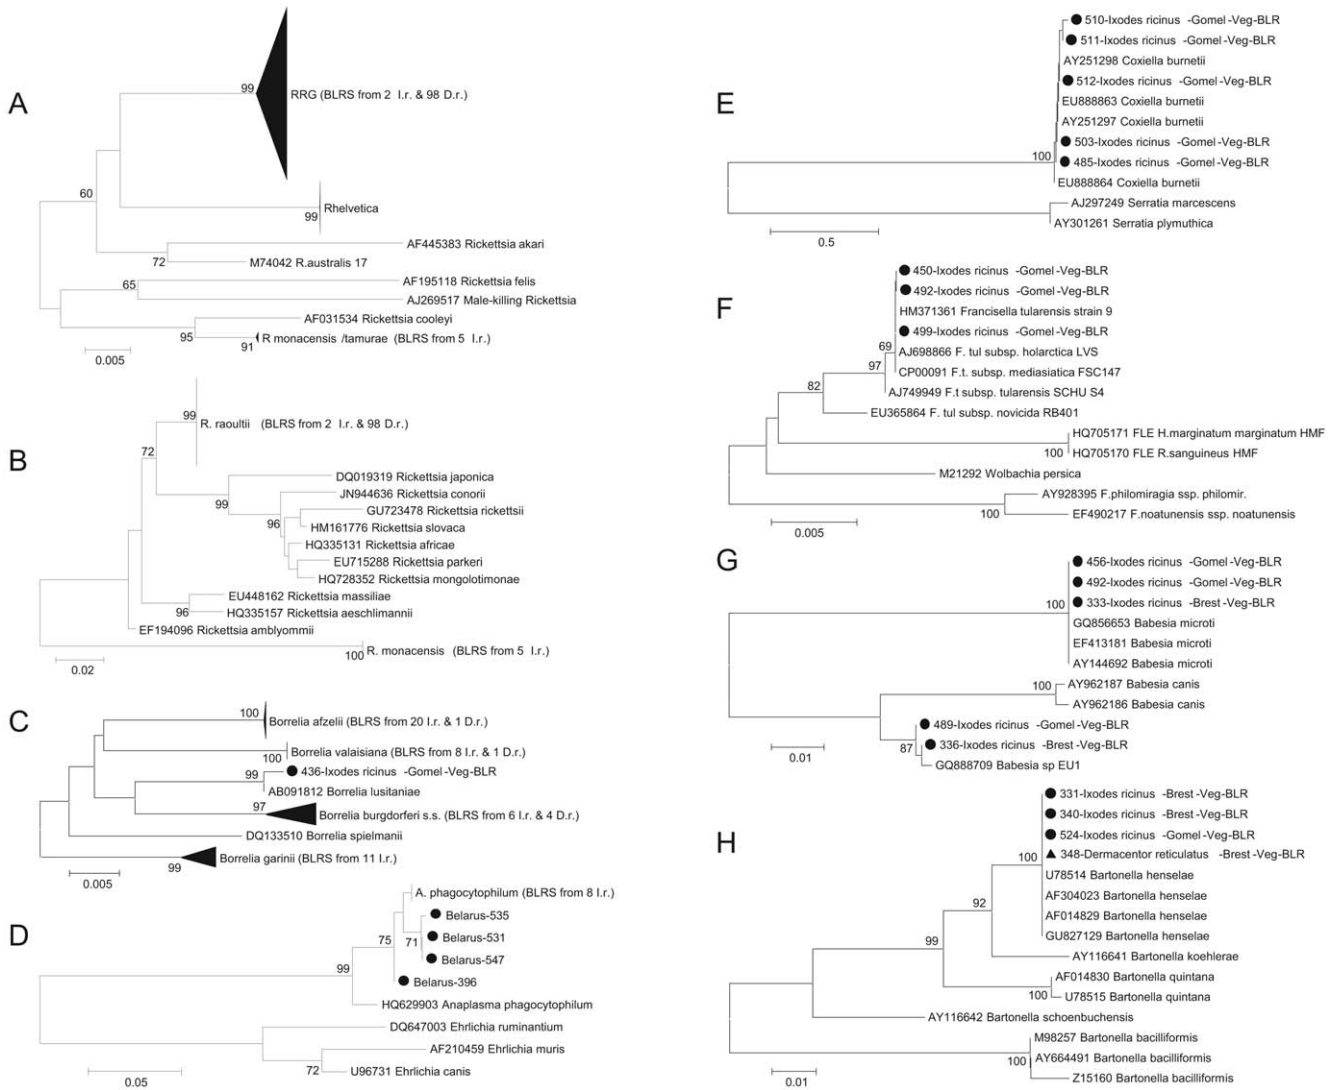 A
99
RRG (BLRS from 2 I.r. & 98 D.r.)
60
Rhelvetica
99
AF445383 Rickettsia akari
72
M74042 R.australis 17
AF195118 Rickettsia felis
65
AJ269517 Male-killing Rickettsia
AF031534 Rickettsia cooleyi
95
R monacensis /tamurae (BLRS from 5 I.r.)
91
0.005
B
99
R. raoultii (BLRS from 2 I.r. & 98 D.r.)
72
DQ019319 Rickettsia japonica
JN944636 Rickettsia conorii
99
GU723478 Rickettsia rickettsii
96
HM161776 Rickettsia slovaca
HQ335131 Rickettsia africae
EU715288 Rickettsia parkeri
HQ728352 Rickettsia mongolotimonae
EU448162 Rickettsia massiliae
96
HQ335157 Rickettsia aeschlimannii
EF194096 Rickettsia amblyommii
100
R. monacensis (BLRS from 5 I.r.)
0.02
C
100
Borrelia afzelii (BLRS from 20 I.r. & 1 D.r.)
Borrelia valaisiana (BLRS from 8 I.r. & 1 D.r.)
100
99
436-Ixodes ricinus -Gomel-Veg-BLR
AB091812 Borrelia lusitaniae
97
Borrelia burgdorferi s.s. (BLRS from 6 I.r. & 4 D.r.)
DQ133510 Borrelia spielmanii
Borrelia garinii (BLRS from 11 I.r.)
99
0.005
D
A. phagocytophilum (BLRS from 8 I.r.)
Belarus-535
75
71
Belarus-531
Belarus-547
99
Belarus-396
HQ629903 Anaplasma phagocytophilum
DQ647003 Ehrlichia ruminantium
AF210459 Ehrlichia muris
72
U96731 Ehrlichia canis
0.05
E
510-Ixodes ricinus -Gomel-Veg-BLR
511-Ixodes ricinus -Gomel-Veg-BLR
AY251298 Coxiella burnetii
512-Ixodes ricinus -Gomel-Veg-BLR
EU888863 Coxiella burnetii
AY251297 Coxiella burnetii
503-Ixodes ricinus -Gomel-Veg-BLR
100
485-Ixodes ricinus -Gomel-Veg-BLR
EU888864 Coxiella burnetii
AJ297249 Serratia marcescens
AY301261 Serratia plymuthica
0.5
F
450-Ixodes ricinus -Gomel-Veg-BLR
492-Ixodes ricinus -Gomel-Veg-BLR
HM371361 Francisella tularensis strain 9
499-Ixodes ricinus -Gomel-Veg-BLR
69
AJ698866 F. tul subsp. holarctica LVS
97
CP00091 F.t. subsp. mediasiatica FSC147
82
AJ749949 F.t subsp. tularensis SCHU S4
EU365864 F. tul subsp. novicida RB401
HQ705171 FLE H.marginatum marginatum HMF
100
HQ705170 FLE R.sanguineus HMF
M21292 Wolbachia persica
AY928395 F.philomiragia ssp. philomir.
100
EF490217 F.noatunensis ssp. noatunensis
0.005
G
456-Ixodes ricinus -Gomel-Veg-BLR
492-Ixodes ricinus -Gomel-Veg-BLR
100
333-Ixodes ricinus -Brest-Veg-BLR
GQ856653 Babesia microti
EF413181 Babesia microti
AY144692 Babesia microti
100
AY962187 Babesia canis
AY962186 Babesia canis
489-Ixodes ricinus -Gomel-Veg-BLR
87
336-Ixodes ricinus -Brest-Veg-BLR
GQ888709 Babesia sp EU1
0.01
H
331-Ixodes ricinus -Brest-Veg-BLR
340-Ixodes ricinus -Brest-Veg-BLR
524-Ixodes ricinus -Gomel-Veg-BLR
100
348-Dermacentor reticulatus -Brest-Veg-BLR
U78514 Bartonella henselae
AF304023 Bartonella henselae
92
AF014829 Bartonella henselae
GU827129 Bartonella henselae
99
AY116641 Bartonella koehlerae
AF014830 Bartonella quintana
100
U78515 Bartonella quintana
AY116642 Bartonella schoenbuchensis
M98257 Bartonella bacilliformis
100
AY664491 Bartonella bacilliformis
Z15160 Bartonella bacilliformis
0.01